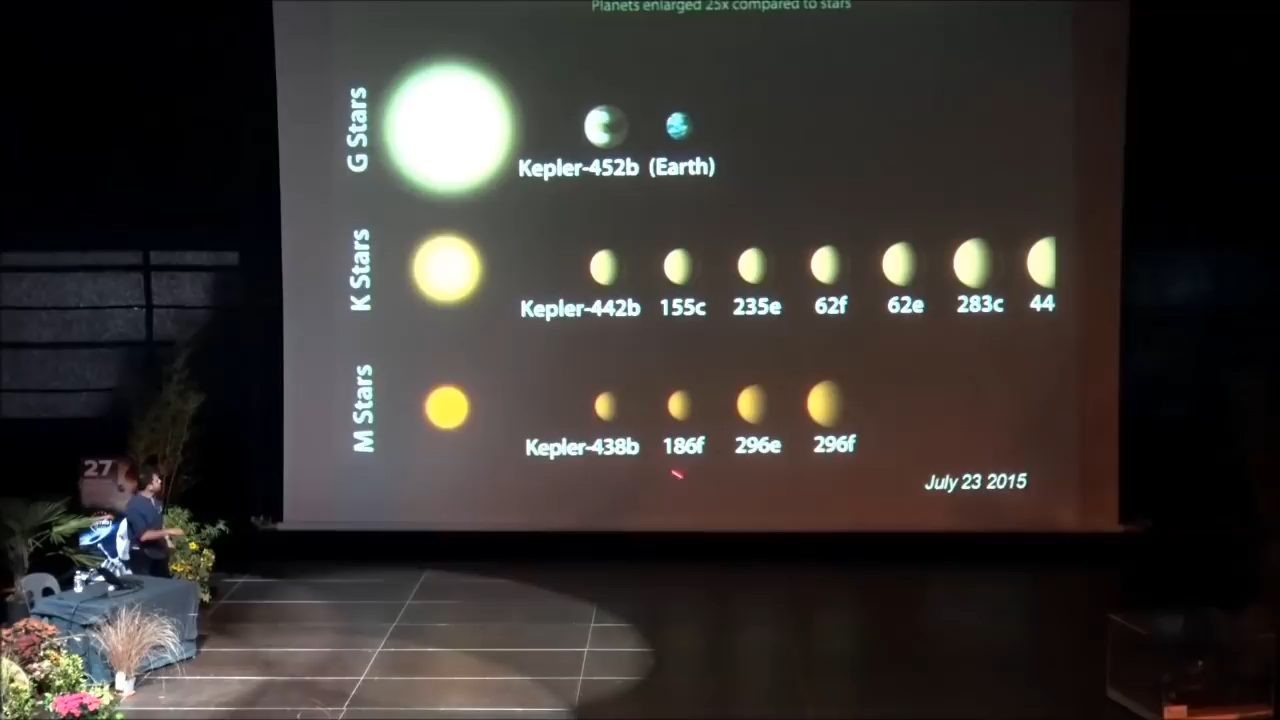 Planets enlarged 25x compared to stars
G Stars
Kepler-452b (Earth)
K Stars
Kepler-442b 155c 235e 62f 62e 283c 44
M Stars
Kepler-438b 186f 296e 296f
July 23 2015
27